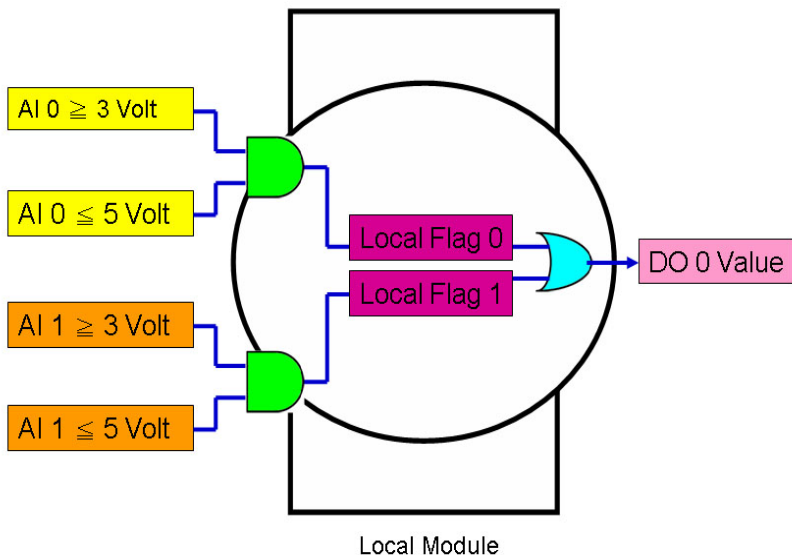 AI 0 ≧ 3 Volt
AI 0 ≦ 5 Volt
Local Flag 0
Local Flag 1
DO 0 Value
AI 1 ≧ 3 Volt
AI 1 ≦ 5 Volt
Local Module